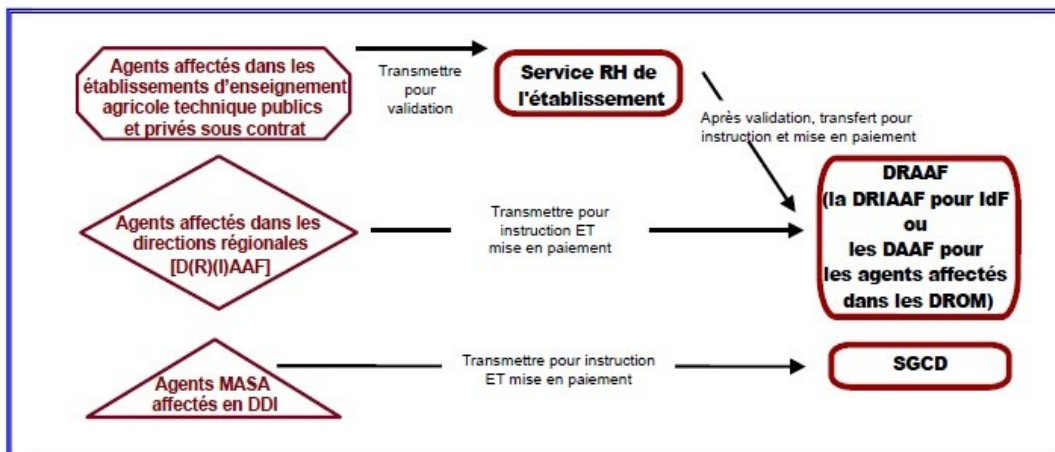 Agents affectés dans les
établissements d'enseignement
agricole technique publics
et privés sous contrat
Transmettre
pour
validation
Service RH de
l'établissement
Après validation, transfert pour
instruction et mise en paiement
Agents affectés dans les
directions régionales
[D(R)(I)AAF]
Transmettre pour
instruction ET
mise en paiement
DRAAF
(la DRIAAF pour IdF
ou
les DAAF pour
les agents affectés
dans les DROM)
Agents MASA
affectés en DDI
Transmettre pour instruction
ET mise en paiement
SGCD